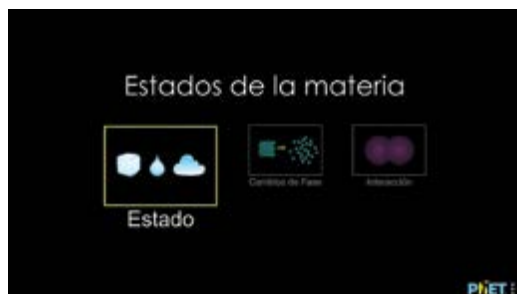 Estados de la materia
Cambios de Fase
Interacción
Estado
PhET